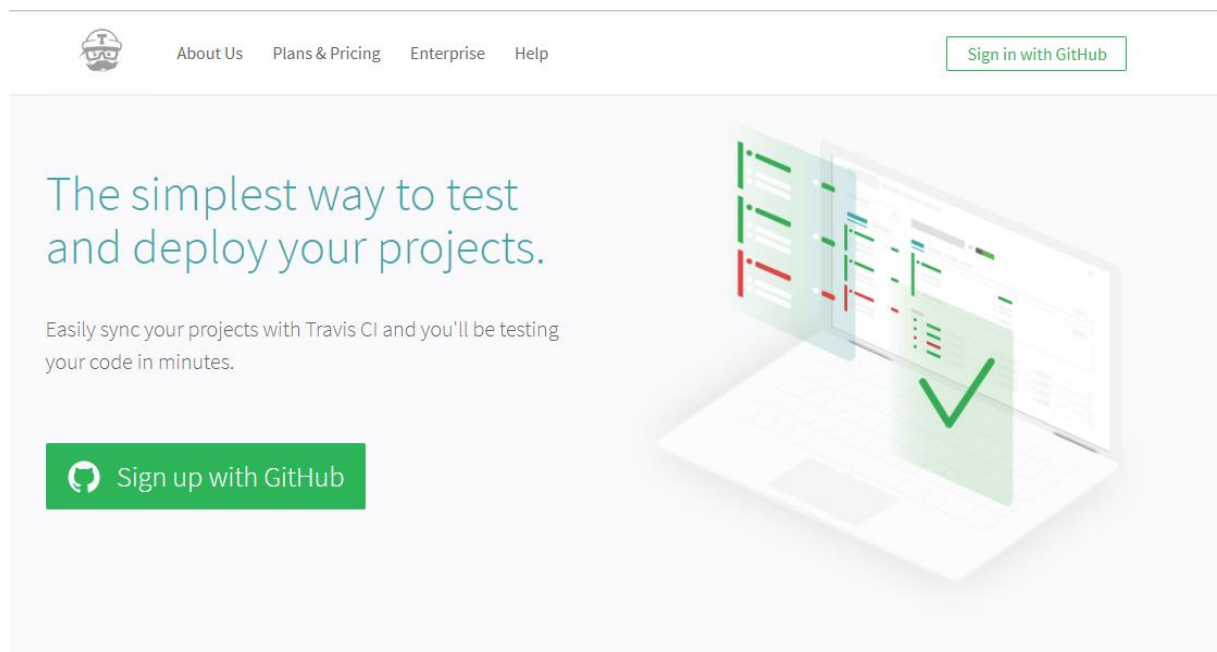 T
About Us
Plans & Pricing
Enterprise
Help
Sign in with GitHub
The simplest way to test
and deploy your projects.
Easily sync your projects with Travis CI and you'll be testing
your code in minutes.
Sign up with GitHub